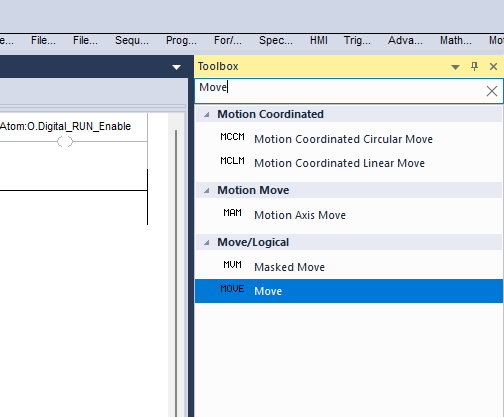 e... File... File... Sequ... Prog... For/... Spec... HMI Trig... Adva... Math... Mot
Toolbox
Move
Atom:O.Digital_RUN_Enable
Motion Coordinated
MCCM Motion Coordinated Circular Move
MCLM Motion Coordinated Linear Move
Motion Move
MAM Motion Axis Move
Move/Logical
MVM Masked Move
MOVE Move